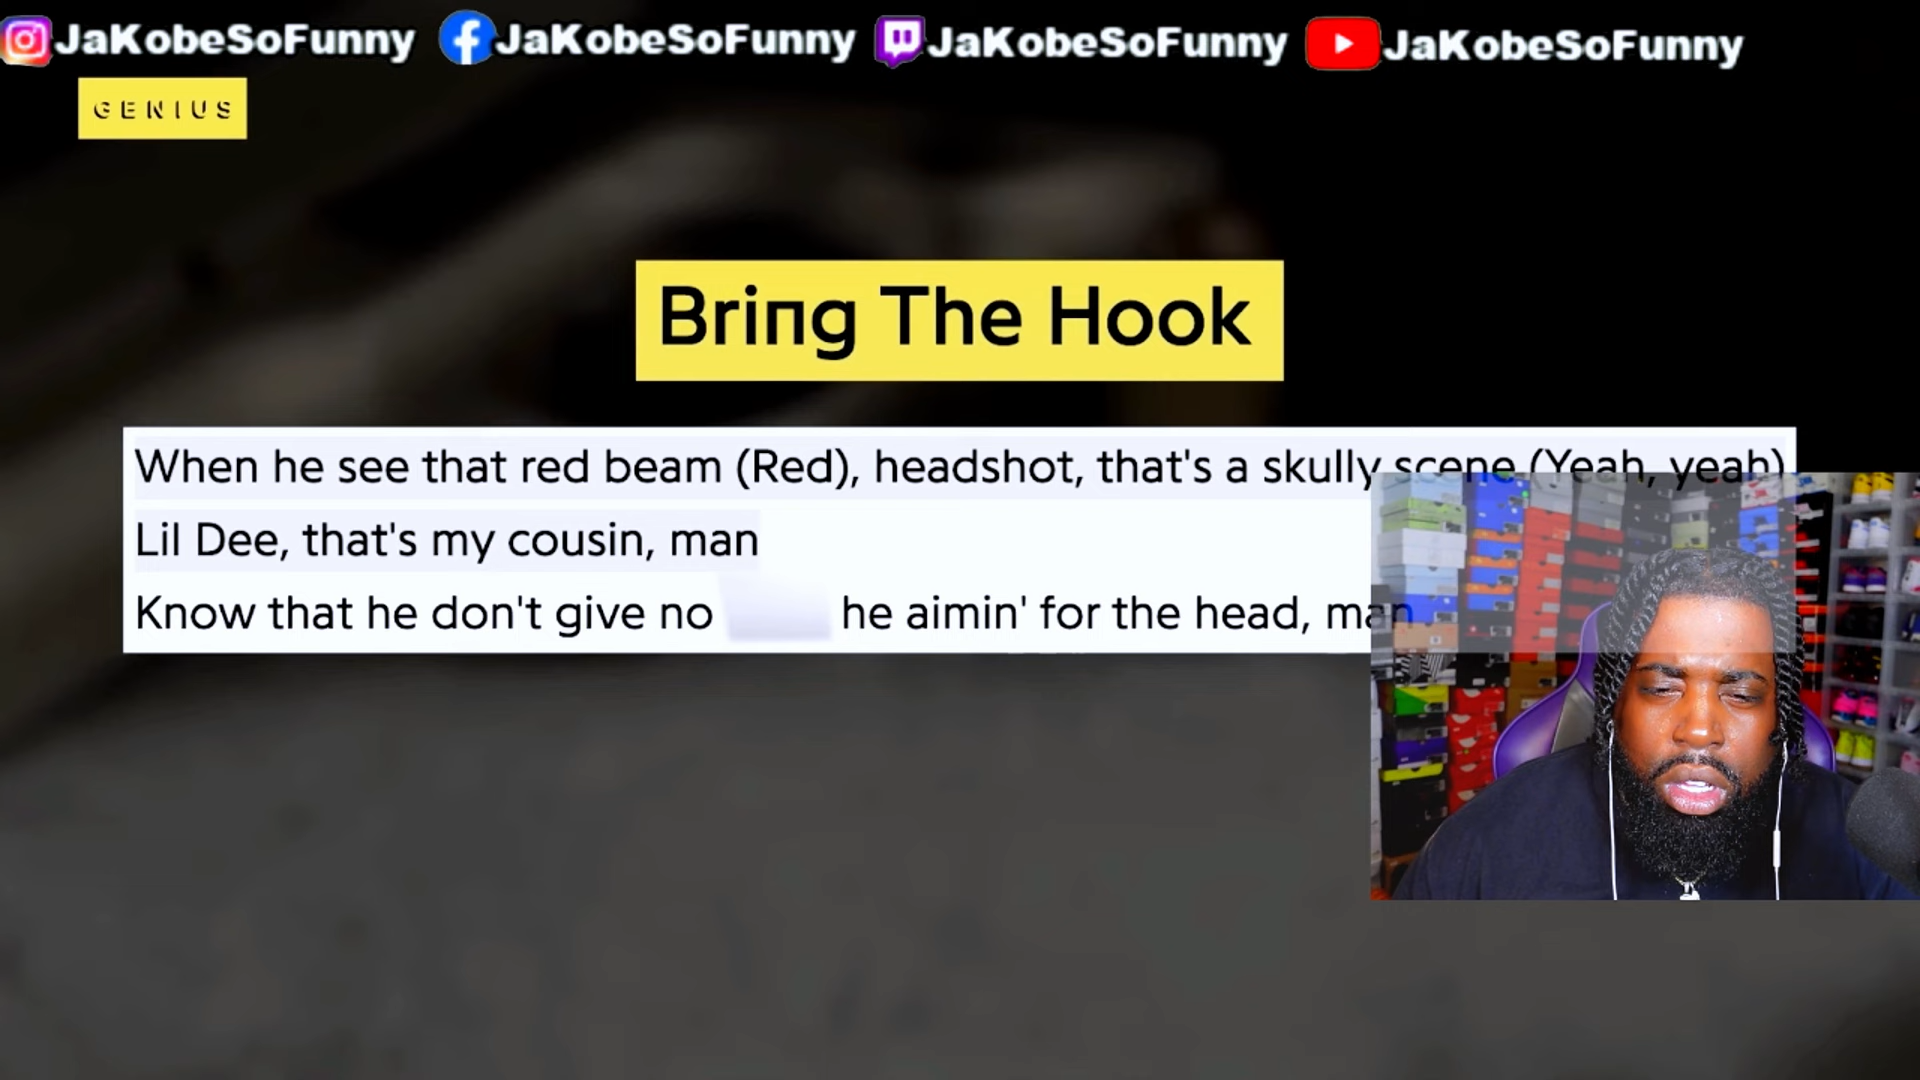 JaKobeSoFunny JaKobeSoFunny JaKobeSoFunny JaKobeSoFunny
GENIUS
Bring The Hook
When he see that red beam (Red), headshot, that's a skully scene (Yeah, yeah)
Lil Dee, that's my cousin, man
Know that he don't give no he aimin' for the head, man